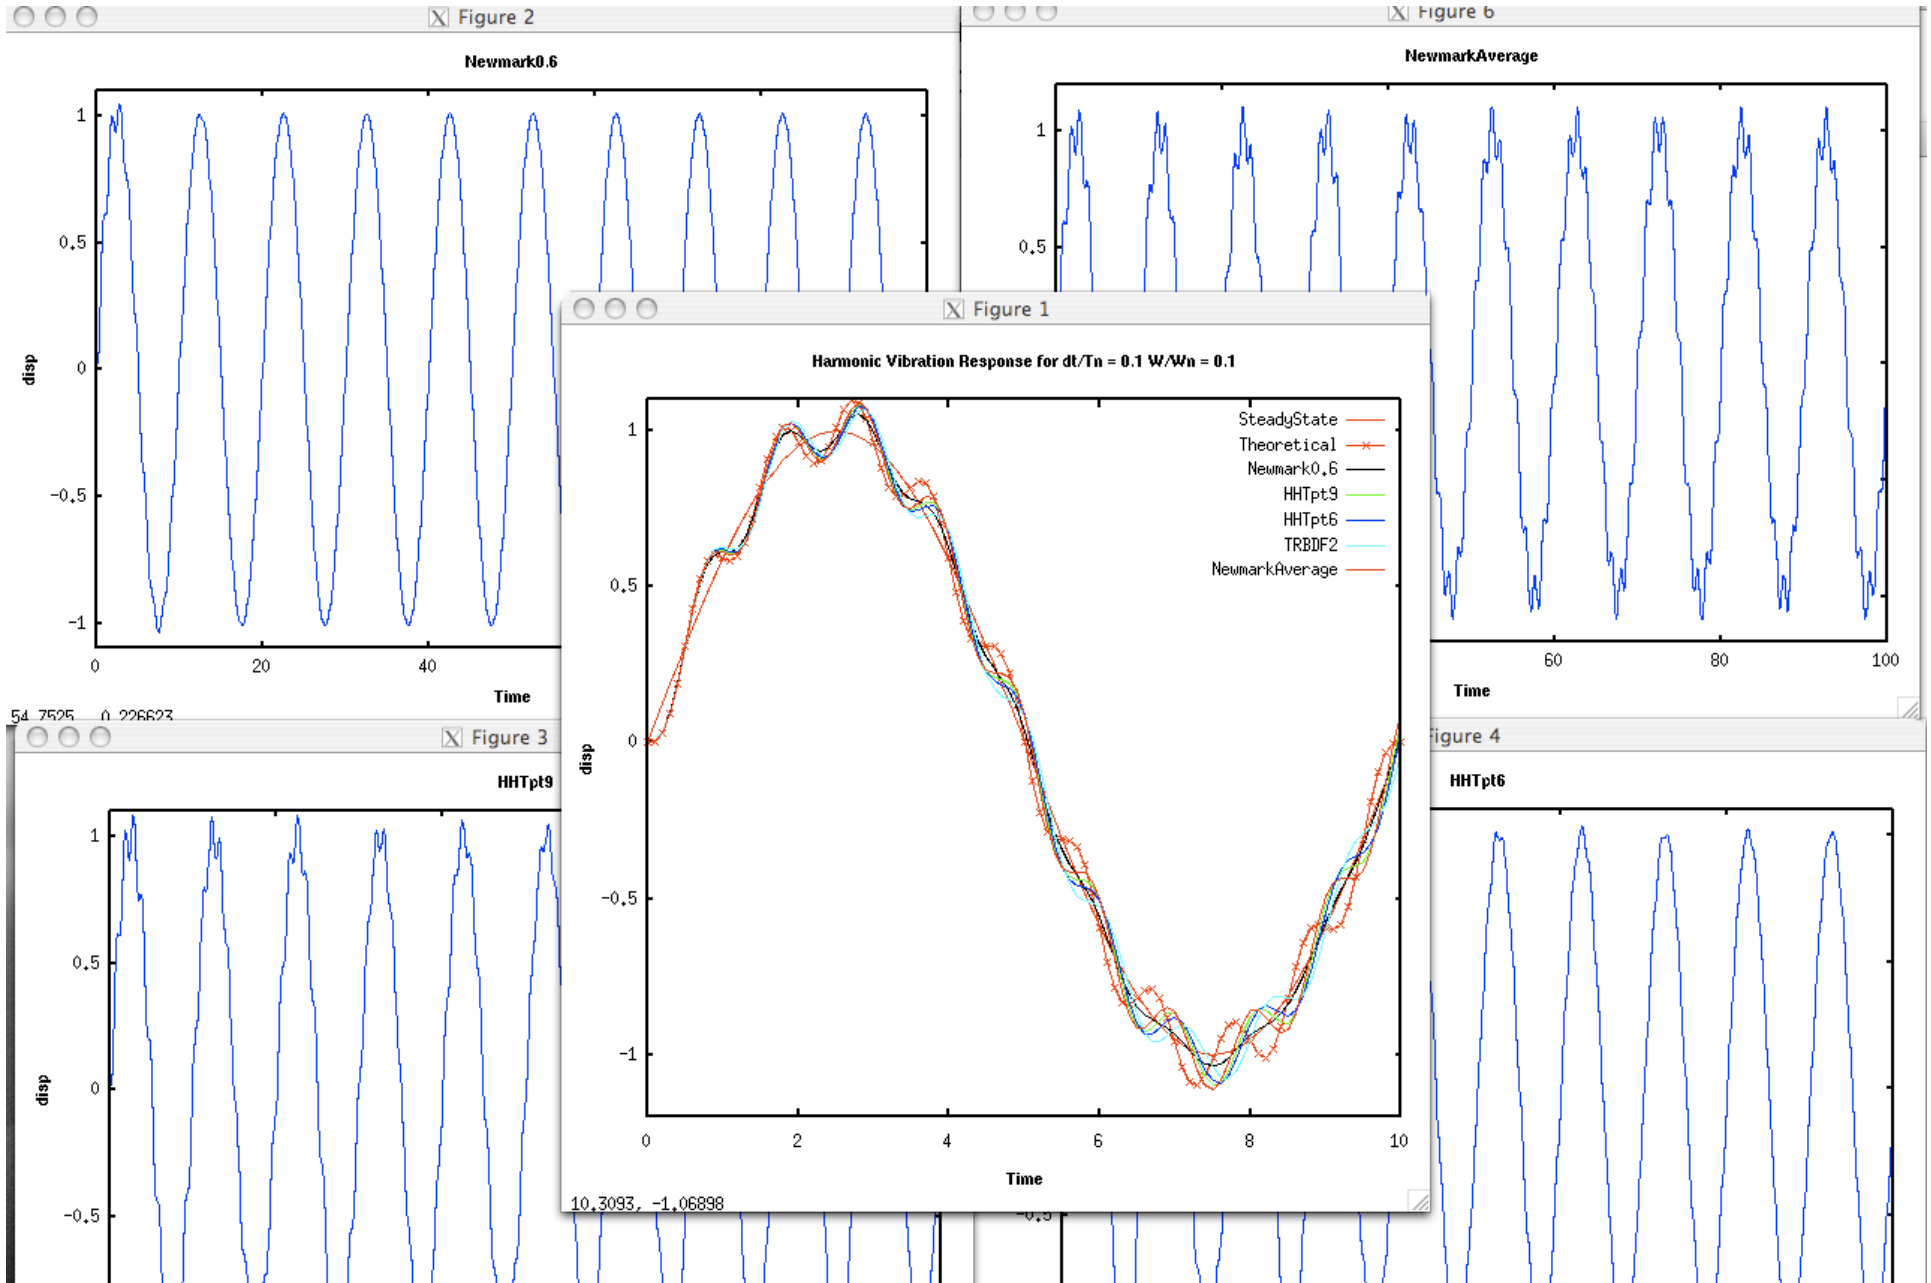 Figure 2
Newmark0.6
1
0.5
0
-0.5
-1
disp
0
20
40
Time
54.7525
0.226623
Figure 6
NewmarkAverage
1
0.5
60
80
100
Time
Figure 1
Harmonic Vibration Response for dt/Tn = 0.1 W/Wn = 0.1
SteadyState
Theoretical
Newmark0.6
HHTpt9
HHTpt6
TRBDF2
NewmarkAverage
1
0.5
0
-0.5
-1
disp
0
2
4
6
8
10
Time
10.3093, -1.06898
Figure 3
HHTpt9
1
0.5
0
-0.5
disp
Figure 4
HHTpt6
-0.5